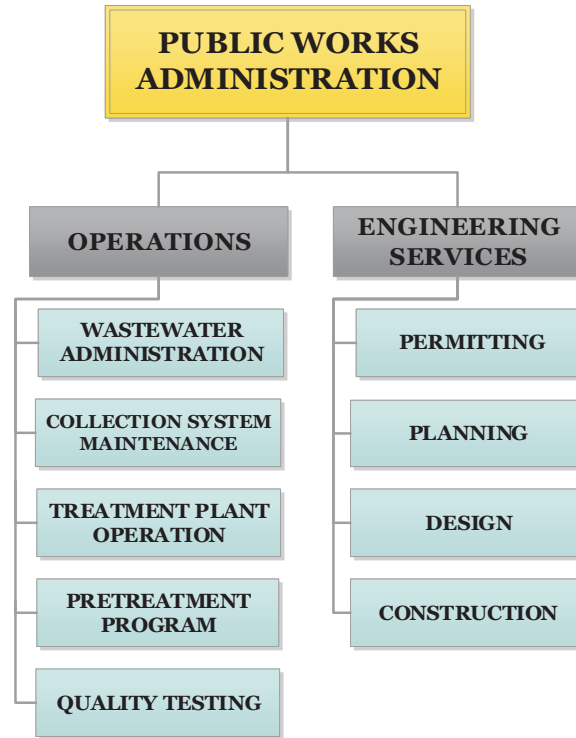 PUBLIC WORKS
ADMINISTRATION
OPERATIONS
WASTEWATER
ADMINISTRATION
COLLECTION SYSTEM
MAINTENANCE
TREATMENT PLANT
OPERATION
PRETREATMENT
PROGRAM
QUALITY TESTING
ENGINEERING
SERVICES
PERMITTING
PLANNING
DESIGN
CONSTRUCTION